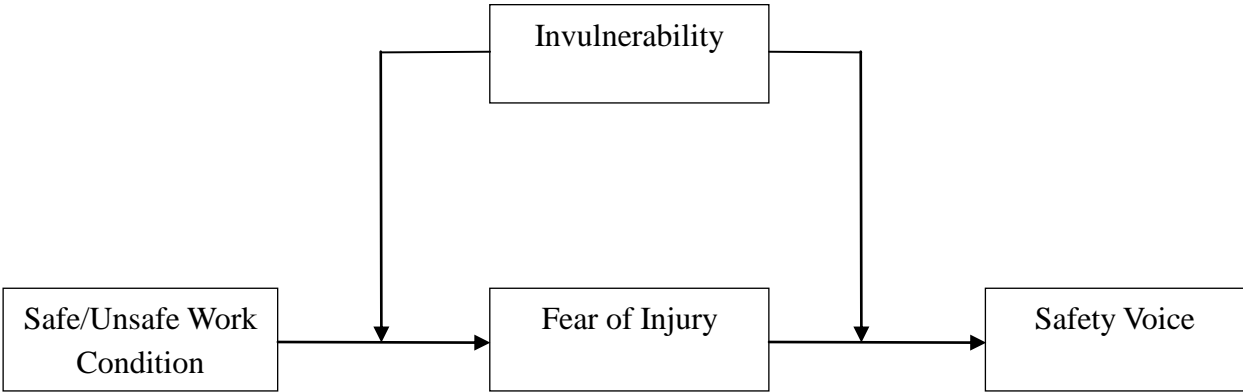 Invulnerability
Safe/Unsafe Work
Condition
Fear of Injury
Safety Voice